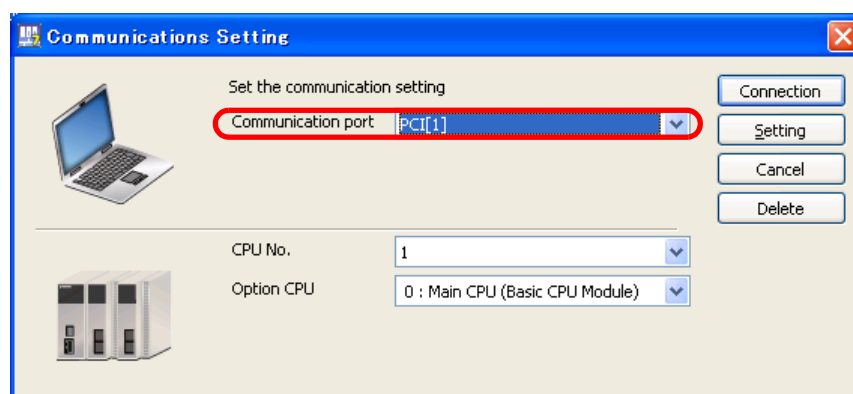 Communications Setting
Set the communication setting
Communication port PCI[1]
Connection
Setting
Cancel
Delete
CPU No. 1
Option CPU 0 : Main CPU (Basic CPU Module)